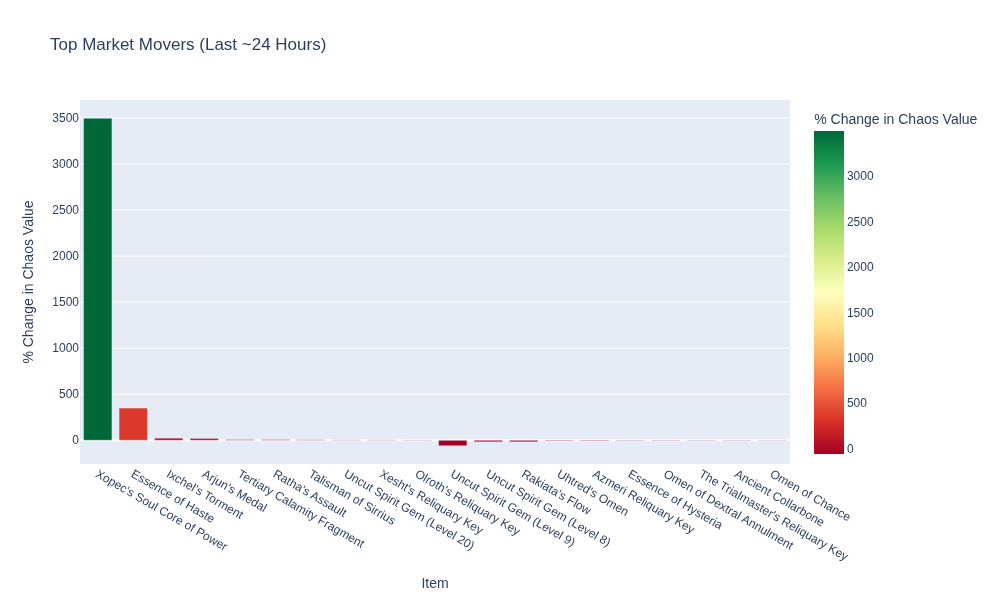 Top Market Movers (Last ~24 Hours)
% Change in Chaos Value
3500
3000
2500
2000
1500
1000
500
0
% Change in Chaos Value
3000
2500
2000
1500
1000
500
0
Xopec's Soul Core of Power
Essence of Haste
Ixchel's Torment
Arjun's Medal
Tertiary Calamity Fragment
Ratha's Assault
Talisman of Sirrius
Uncut Spirit Gem (Level 20)
Xesht's Reliquary Key
Olroth's Reliquary Key
Uncut Spirit Gem (Level 9)
Uncut Spirit Gem (Level 8)
Rakiata's Flow
Uhtred's Omen
Azmeri Reliquary Key
Essence of Hysteria
Omen of Dextral Annulment
The Trialmaster's Reliquary Key
Ancient Collarbone
Omen of Chance
Item